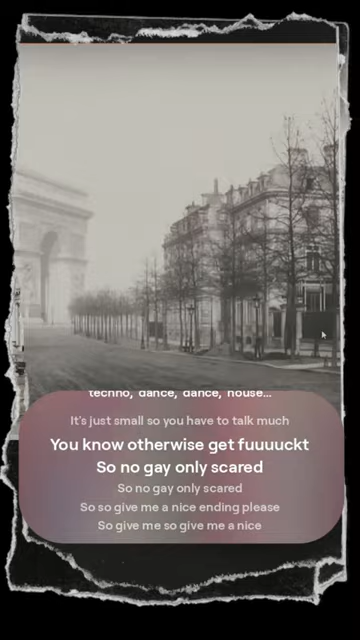 techno, dance, dance, house...
It's just small so you have to talk much
You know otherwise get fuuuuckt
So no gay only scared
So no gay only scared
So so give me a nice ending please
So give me so give me a nice